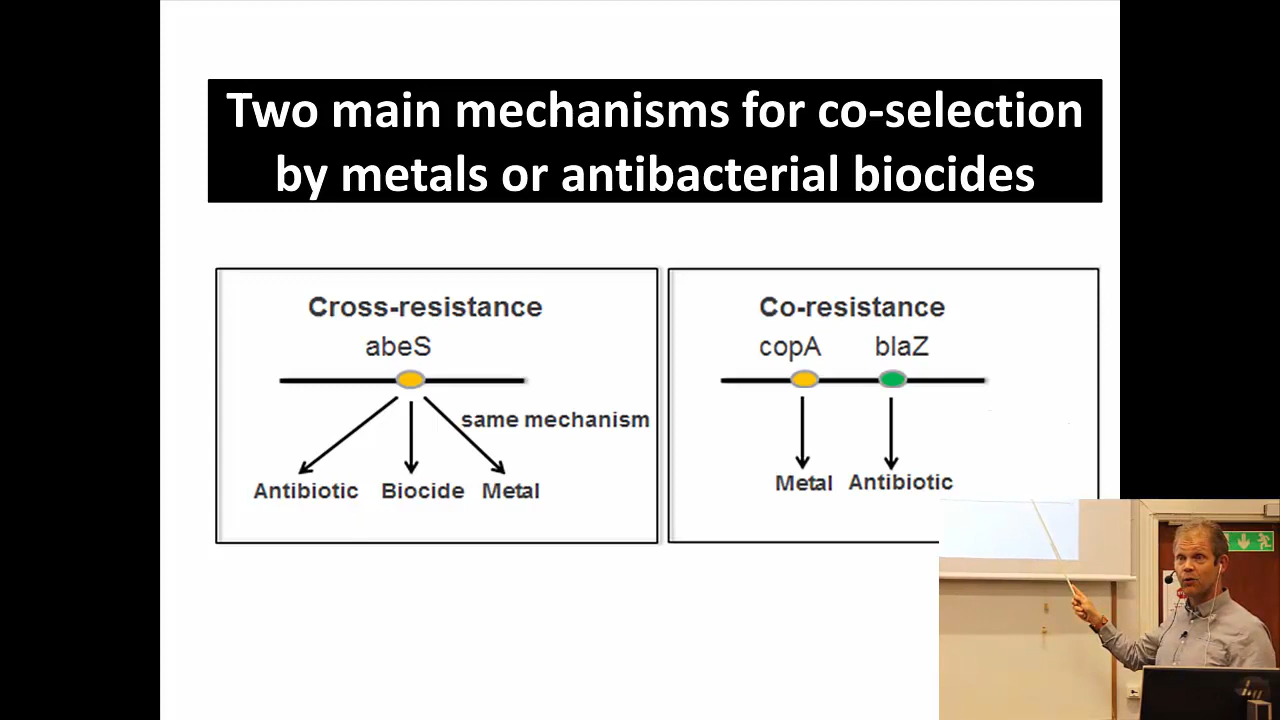 Two main mechanisms for co-selection
by metals or antibacterial biocides
Cross-resistance
abeS
same mechanism
Antibiotic Biocide Metal
Co-resistance
copA blaZ
Metal Antibiotic